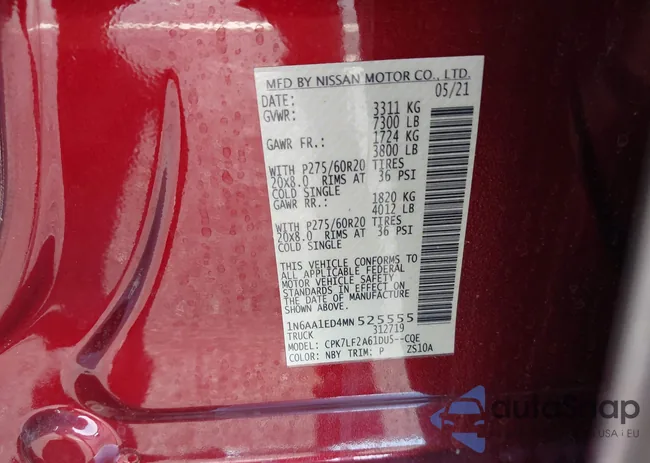 MFD BY NISSAN MOTOR CO., LTD.
DATE: 05/21
GVWR: 3311 KG
7300 LB
GAWR FR.: 1724 KG
3800 LB
WITH P275/60R20 TIRES
20X8.0 RIMS AT 36 PSI
COLD SINGLE
GAWR RR.: 1820 KG
4012 LB
WITH P275/60R20 TIRES
20X8.0 RIMS AT 36 PSI
COLD SINGLE
THIS VEHICLE CONFORMS TO
ALL APPLICABLE FEDERAL
MOTOR VEHICLE SAFETY
STANDARDS IN EFFECT ON
THE DATE OF MANUFACTURE
SHOWN ABOVE.
1N6AA1ED4MN 525555
TRUCK 312719
MODEL: CPK7LF2A61DU5--CQE
COLOR: NBY TRIM: P ZS10A
autoSnap
USA - EU